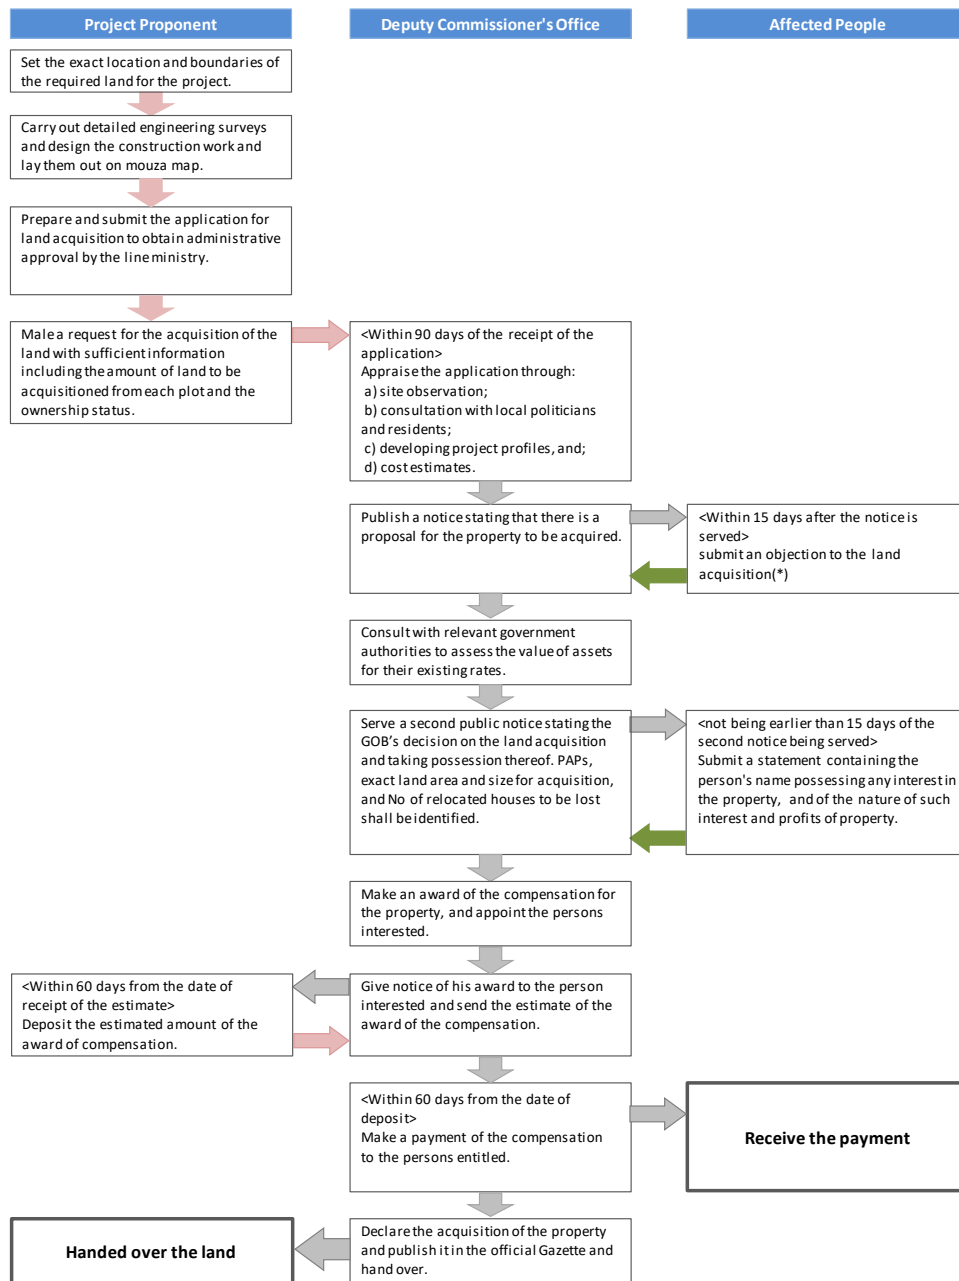 Project Proponent
Deputy Commissioner's Office
Affected People
Set the exact location and boundaries of
the required land for the project.
Carry out detailed engineering surveys
and design the construction work and
lay them out on mouza map.
Prepare and submit the application for
land acquisition to obtain administrative
approval by the line ministry.
Male a request for the acquisition of the
land with sufficient information
including the amount of land to be
acquisitioned from each plot and the
ownership status.
<Within 90 days of the receipt of the
application>
Appraise the application through:
a) site observation;
b) consultation with local politicians
and residents;
c) developing project profiles, and;
d) cost estimates.
Publish a notice stating that there is a
proposal for the property to be acquired.
<Within 15 days after the notice is
served>
submit an objection to the land
acquisition(*)
Consult with relevant government
authorities to assess the value of assets
for their existing rates.
Serve a second public notice stating the
GOB's decision on the land acquisition
and taking possession thereof. PAPs,
exact land area and size for acquisition,
and No of relocated houses to be lost
shall be identified.
<not being earlier than 15 days of the
second notice being served>
Submit a statement containing the
person's name possessing any interest in
the property, and of the nature of such
interest and profits of property.
Make an award of the compensation for
the property, and appoint the persons
interested.
<Within 60 days from the date of
receipt of the estimate>
Deposit the estimated amount of the
award of compensation.
Give notice of his award to the person
interested and send the estimate of the
award of the compensation.
<Within 60 days from the date of
deposit>
Make a payment of the compensation
to the persons entitled.
Receive the payment
Handed over the land
Declare the acquisition of the property
and publish it in the official Gazette and
hand over.